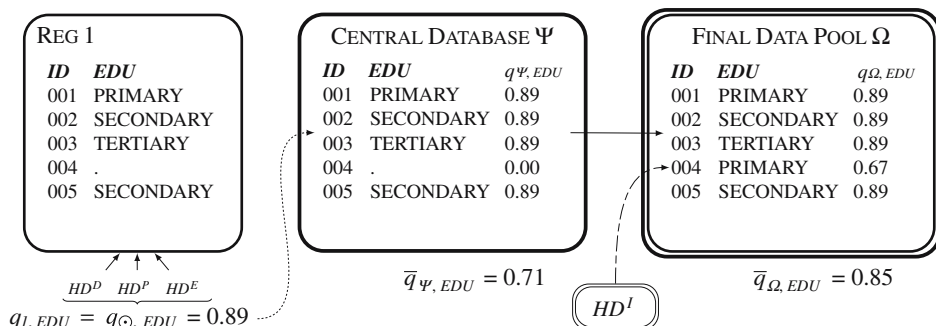 REG 1
ID EDU
001 PRIMARY
002 SECONDARY
003 TERTIARY
004 .
005 SECONDARY
HD^D HD^P HD^E
q_{1, EDU} = q_{⊙, EDU} = 0.89
CENTRAL DATABASE Ψ
ID EDU q_{Ψ, EDU}
001 PRIMARY 0.89
002 SECONDARY 0.89
003 TERTIARY 0.89
004 . 0.00
005 SECONDARY 0.89
q̅_{Ψ, EDU} = 0.71
FINAL DATA POOL Ω
ID EDU q_{Ω, EDU}
001 PRIMARY 0.89
002 SECONDARY 0.89
003 TERTIARY 0.89
004 PRIMARY 0.67
005 SECONDARY 0.89
HD^I
q̅_{Ω, EDU} = 0.85